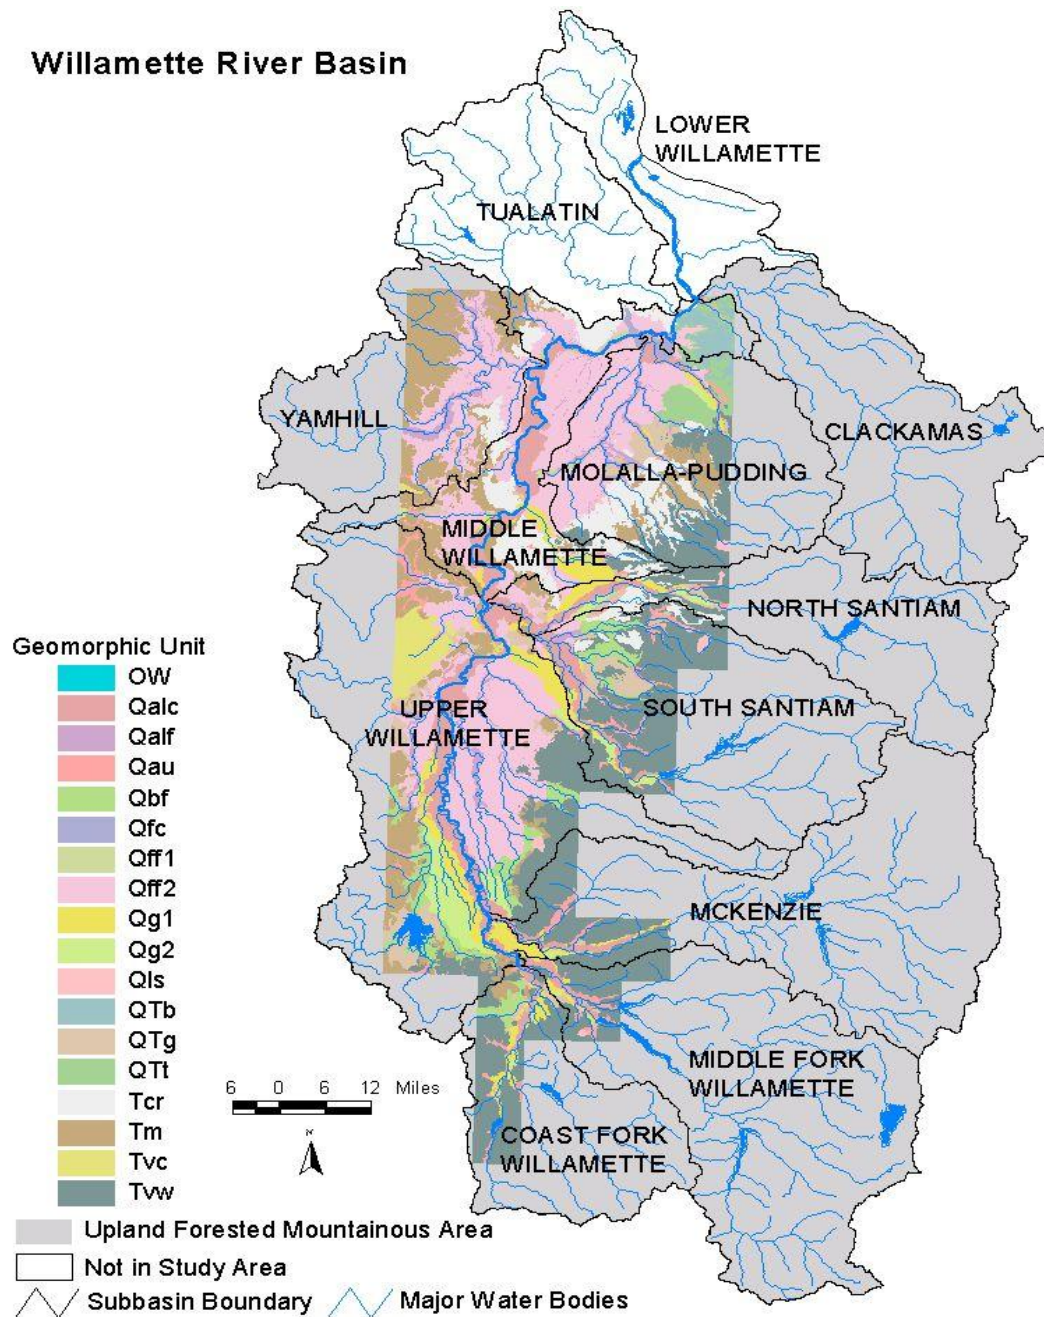 Willamette River Basin
LOWER
WILLAMETTE
TUALATIN
YAMHILL
CLACKAMAS
MOLALLA-PUDDING
MIDDLE
WILLAMETTE
NORTH SANTIAM
Geomorphic Unit
OW
Qalc
Qalf
Qau
Qbf
Qfc
Qff1
Qff2
Qg1
Qg2
Qls
QTb
QTg
QTt
Tcr
Tm
Tvc
Tvw
UPPER
WILLAMETTE
SOUTH SANTIAM
MCKENZIE
MIDDLE FORK
WILLAMETTE
6 0 6 12 Miles
N
COAST FORK
WILLAMETTE
Upland Forested Mountainous Area
Not in Study Area
Subbasin Boundary
Major Water Bodies